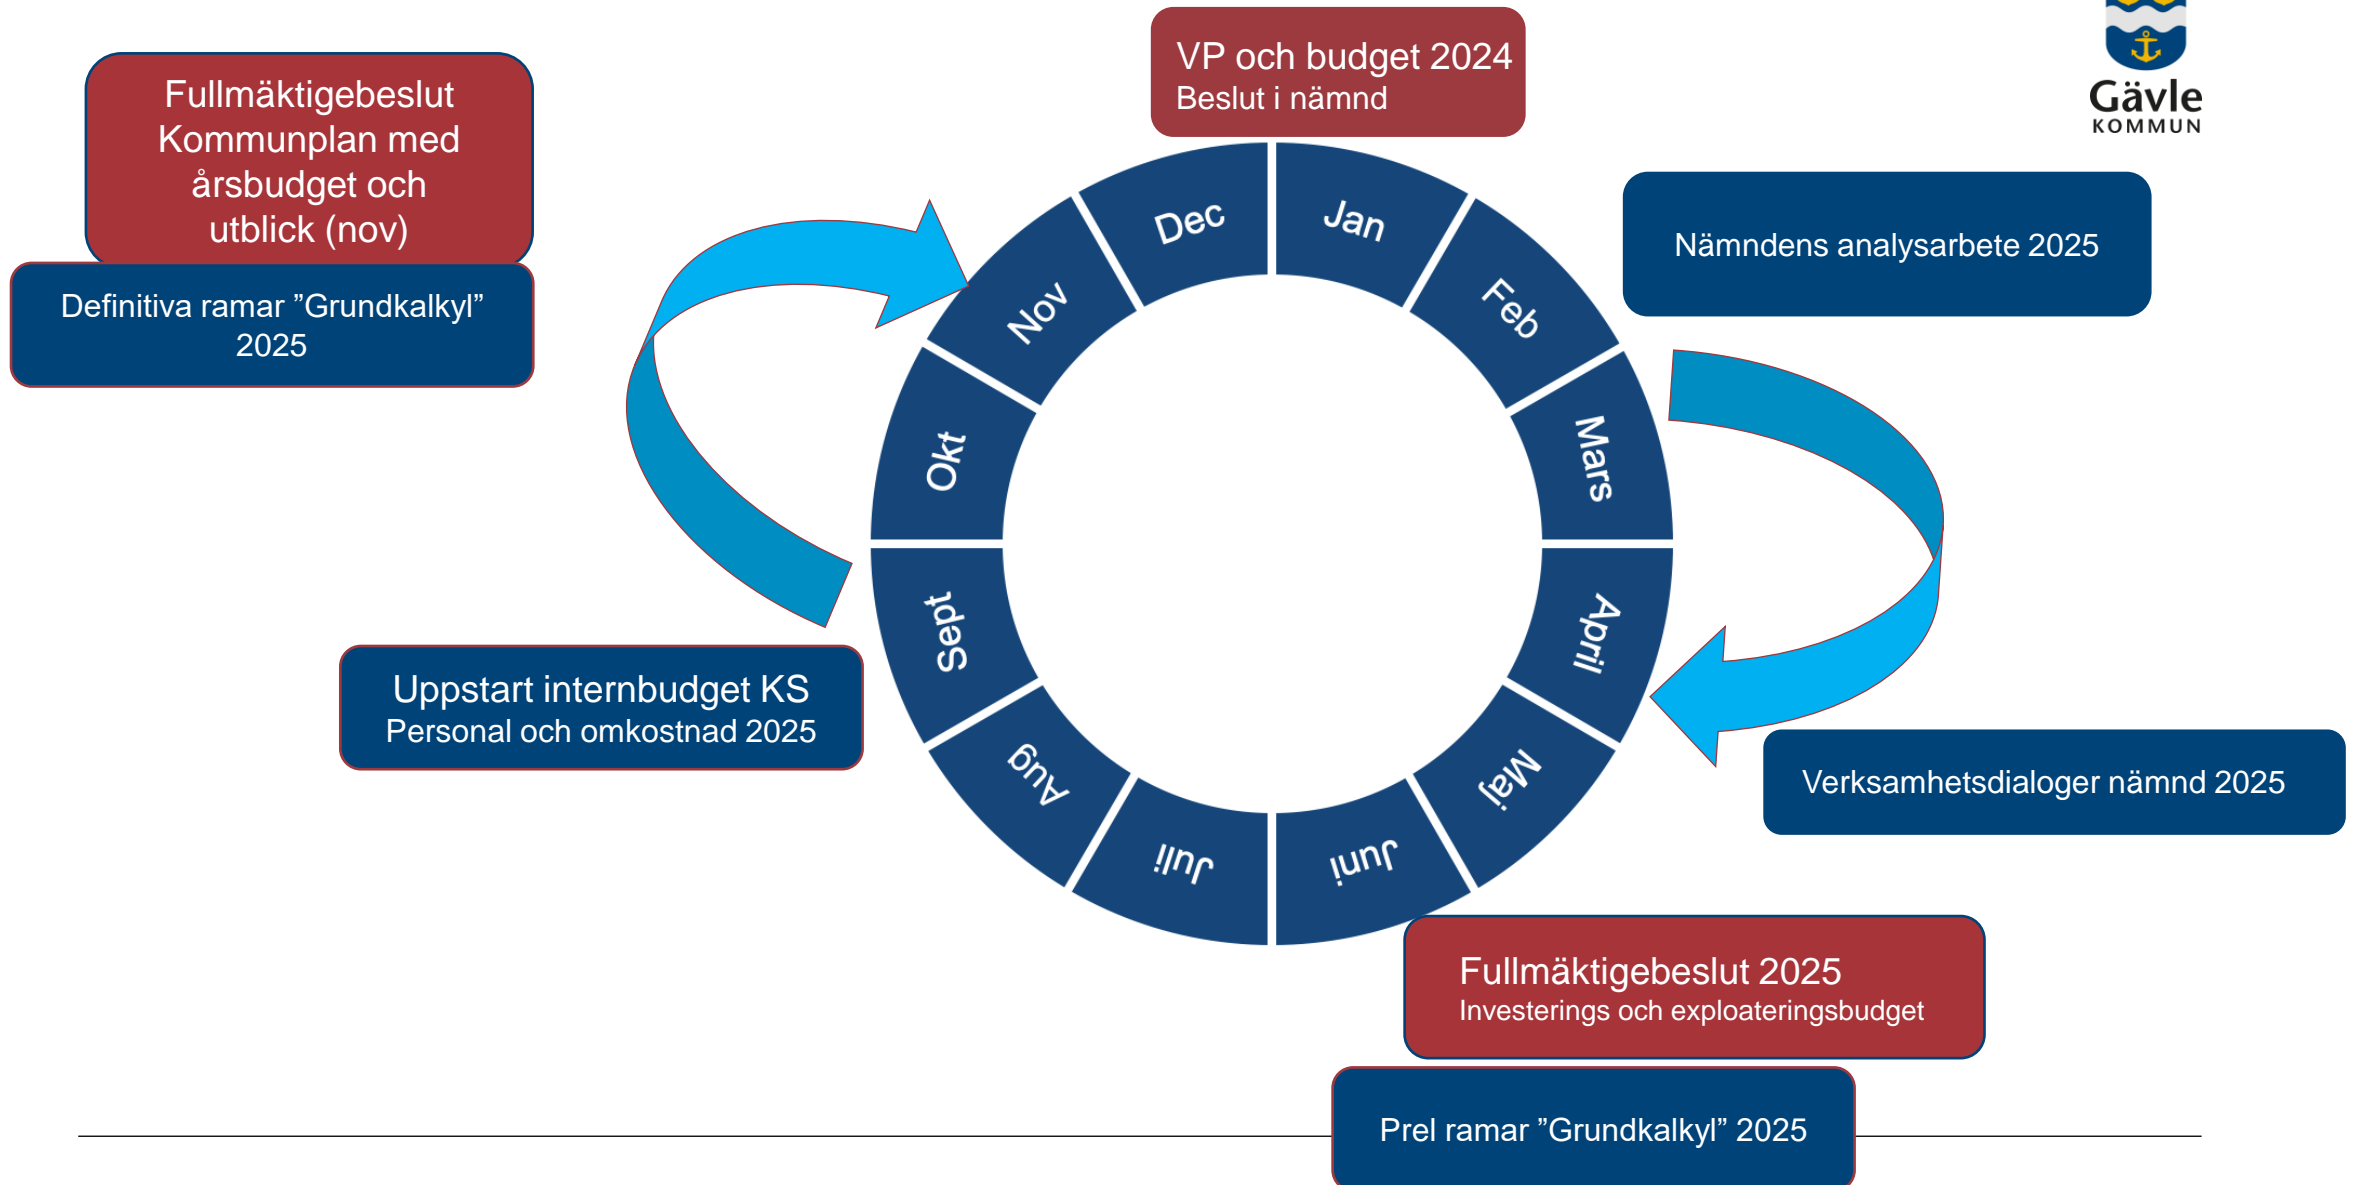 VP och budget 2024
Beslut i nämnd
Gävle
KOMMUN
Fullmäktigebeslut
Kommunplan med
årsbudget och
utblick (nov)
Definitiva ramar ”Grundkalkyl”
2025
Nämndens analysarbete 2025
Jan
Feb
Mars
April
Maj
Juni
Juli
Aug
Sept
Okt
Nov
Dec
Uppstart internbudget KS
Personal och omkostnad 2025
Verksamhetsdialoger nämnd 2025
Fullmäktigebeslut 2025
Investerings och exploateringsbudget
Prel ramar ”Grundkalkyl” 2025